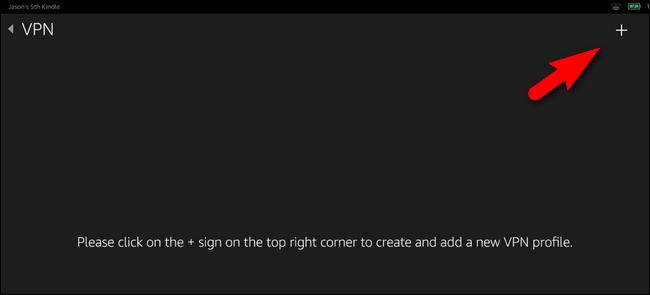 Jason's 5th Kindle
VPN
+
Please click on the + sign on the top right corner to create and add a new VPN profile.